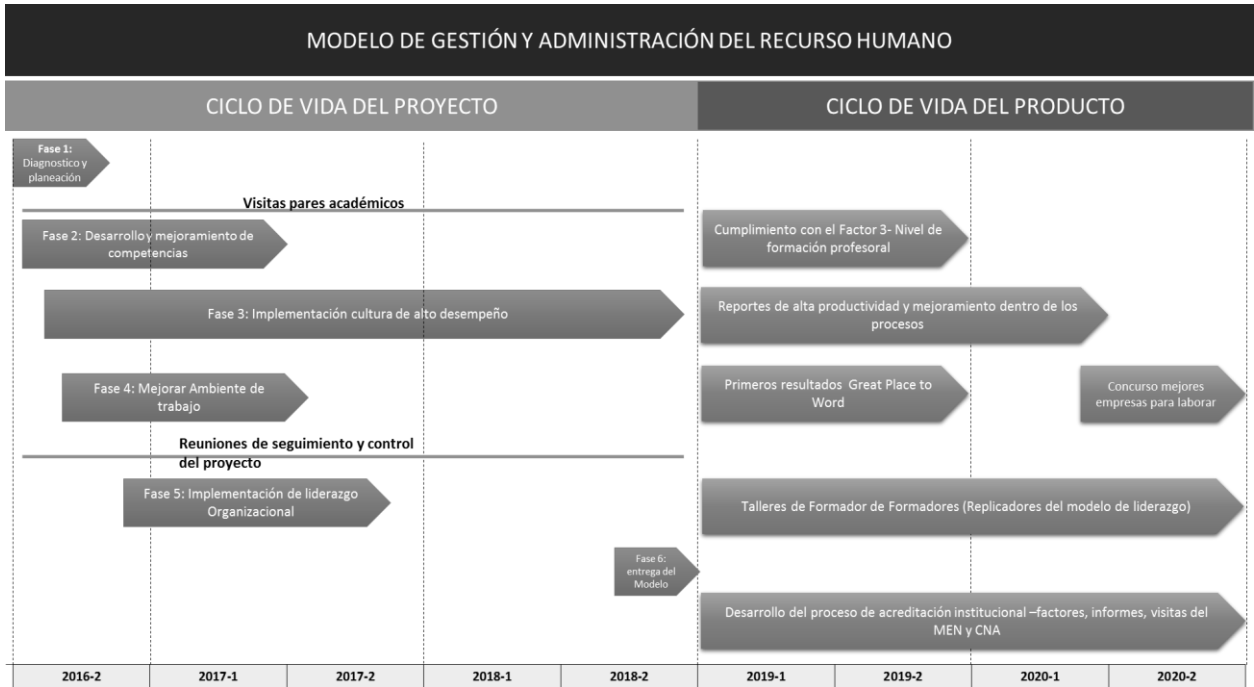 MODELO DE GESTIÓN Y ADMINISTRACIÓN DEL RECURSO HUMANO
CICLO DE VIDA DEL PROYECTO
CICLO DE VIDA DEL PRODUCTO
Fase 1:
Diagnostico y
planeación
Visitas pares académicos
Fase 2: Desarrollo y mejoramiento de
competencias
Cumplimiento con el Factor 3- Nivel de
formación profesoral
Fase 3: Implementación cultura de alto desempeño
Reportes de alta productividad y mejoramiento dentro de los
procesos
Fase 4: Mejorar Ambiente de
trabajo
Primeros resultados Great Place to
Word
Concurso mejores
empresas para laborar
Reuniones de seguimiento y control
del proyecto
Fase 5: Implementación de liderazgo
Organizacional
Talleres de Formador de Formadores (Replicadores del modelo de liderazgo)
Fase 6:
entrega del
Modelo
Desarrollo del proceso de acreditación institucional –factores, informes, visitas del
MEN y CNA
2016-2
2017-1
2017-2
2018-1
2018-2
2019-1
2019-2
2020-1
2020-2